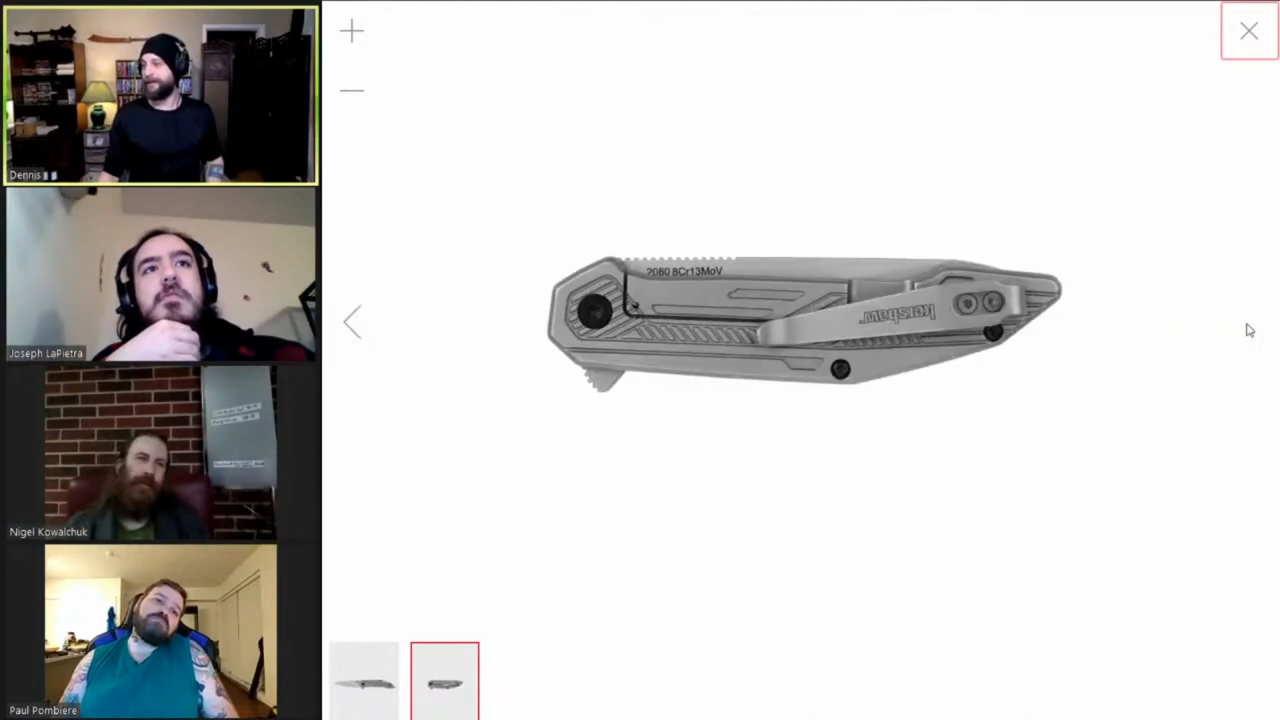 Dennis
2080 8Cr13MoV
kershaw
Joseph LaPietra
Nigel Kowalchuk
Paul Pombiere